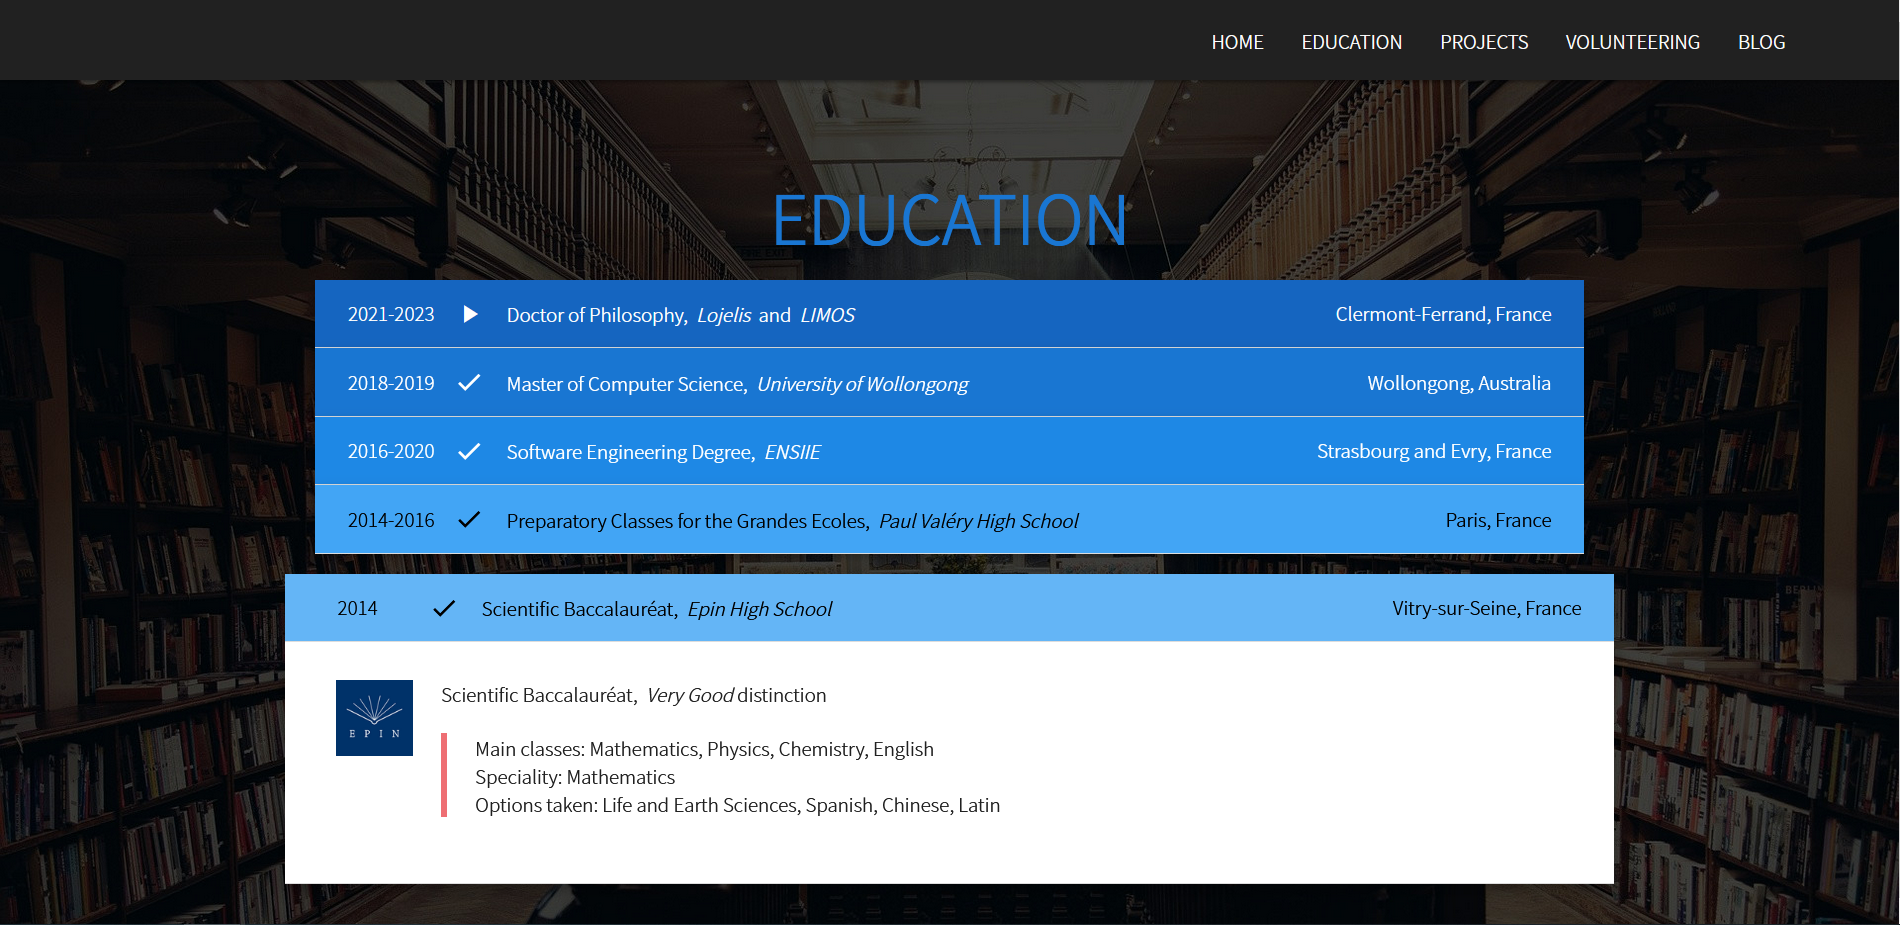 HOME EDUCATION PROJECTS VOLUNTEERING BLOG
EDUCATION
2021-2023 Doctor of Philosophy, Lojelis and LIMOS Clermont-Ferrand, France
2018-2019 Master of Computer Science, University of Wollongong Wollongong, Australia
2016-2020 Software Engineering Degree, ENSIIE Strasbourg and Evry, France
2014-2016 Preparatory Classes for the Grandes Ecoles, Paul Valéry High School Paris, France
2014 Scientific Baccalauréat, Epin High School Vitry-sur-Seine, France
EPIN
Scientific Baccalauréat, Very Good distinction
Main classes: Mathematics, Physics, Chemistry, English
Speciality: Mathematics
Options taken: Life and Earth Sciences, Spanish, Chinese, Latin